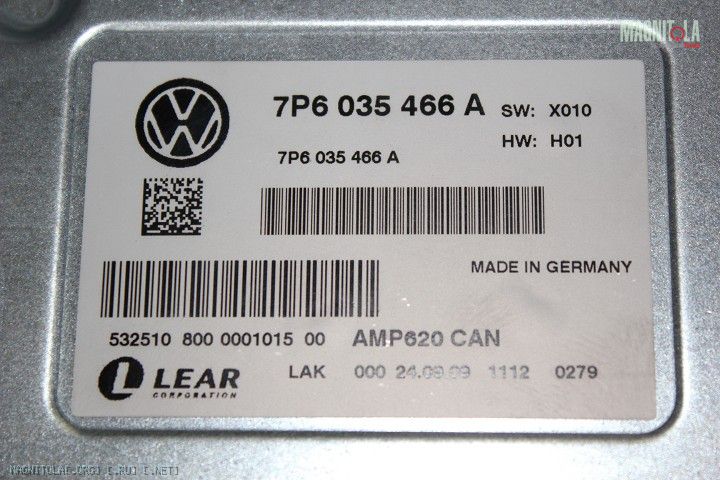 MAGNITOLA
7P6 035 466 A SW: X010
HW: H01
7P6 035 466 A
MADE IN GERMANY
532510 800 0001015 00 AMP620 CAN
LEAR
CORPORATION
LAK 000 24.09.09 1112 0279